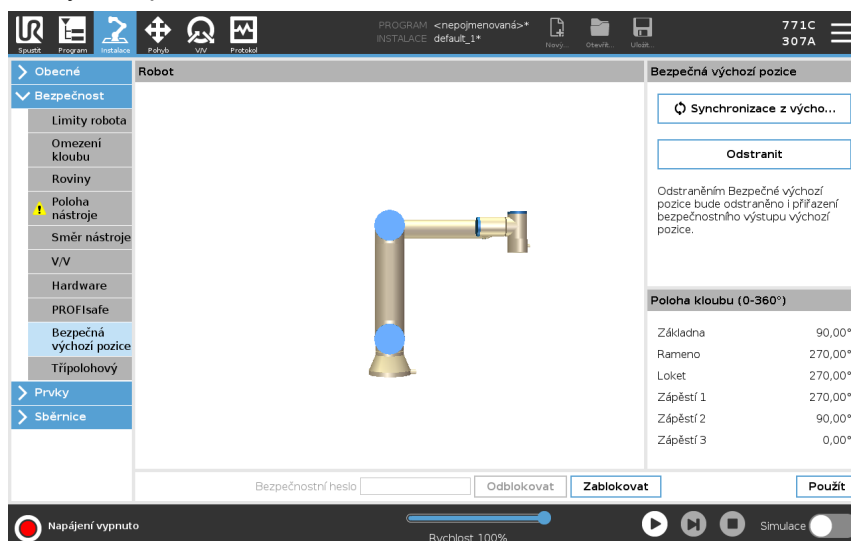 PROGRAM <nepojmenovaná>*
INSTALACE default_1*
771C
307A
Spustit Program Instalace Pohyb V/V Protokol Nový... Otevřít... Uložit...
Obecné
Bezpečnost
Limity robota
Omezení
kloubu
Roviny
Poloha
nástroje
Směr nástroje
V/V
Hardware
PROFIsafe
Bezpečná
výchozí pozice
Třípolohový
Prvky
Sběrnice
Robot
Bezpečná výchozí pozice
Synchronizace z výcho...
Odstranit
Odstraněním Bezpečné výchozí
pozice bude odstraněno i přiřazení
bezpečnostního výstupu výchozí
pozice.
Poloha kloubu (0-360°)
Základna 90,00°
Rameno 270,00°
Loket 270,00°
Zápěstí 1 270,00°
Zápěstí 2 90,00°
Zápěstí 3 0,00°
Bezpečnostní heslo Odblokovat Zablokovat Použít
Napájení vypnuto
Rychlost 100%
Simulace